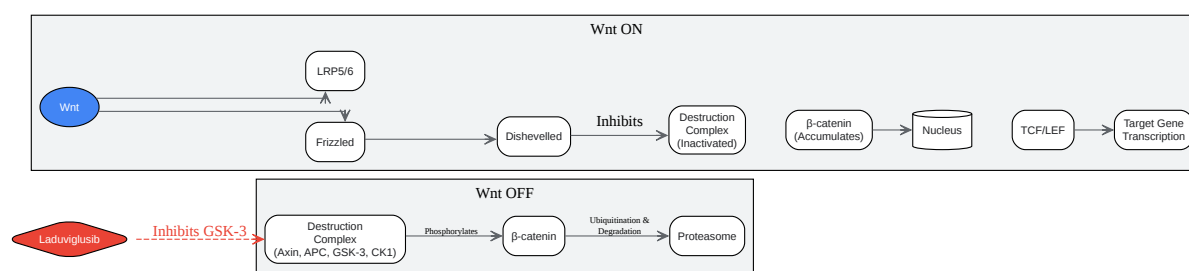 Wnt ON
LRP5/6
Wnt
Frizzled
Dishevelled
Inhibits
Destruction
Complex
(Inactivated)
β-catenin
(Accumulates)
Nucleus
TCF/LEF
Target Gene
Transcription
Wnt OFF
Laduviglusib
Inhibits GSK-3
Destruction
Complex
(Axin, APC, GSK-3, CK1)
Phosphorylates
β-catenin
Ubiquitination &
Degradation
Proteasome